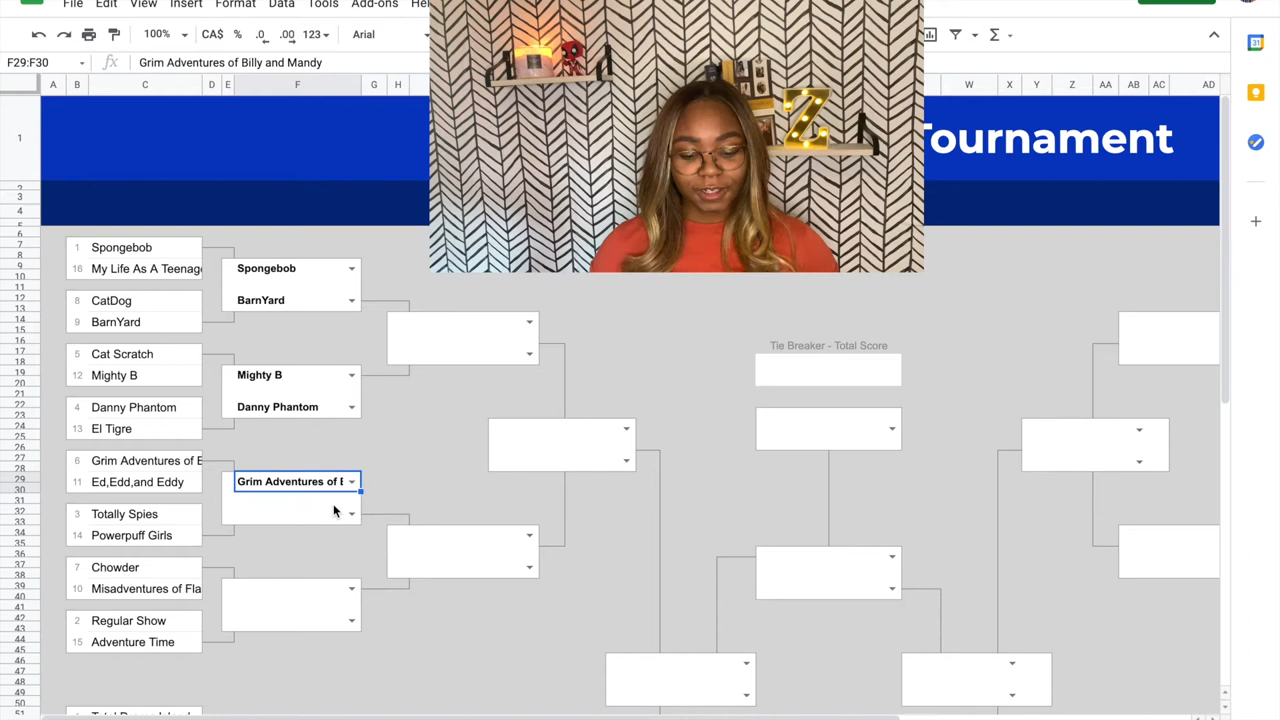 File Edit View Insert Format Data Tools Add-ons
100% CA$ % .0 .00 123 Arial
F29:F30 fx Grim Adventures of Billy and Mandy
A B C D E F G H W X Y Z AA AB AC AD
Tournament
1 Spongebob
16 My Life As A Teenag
Spongebob
8 CatDog
BarnYard
9 BarnYard
5 Cat Scratch
12 Mighty B
Mighty B
4 Danny Phantom
Danny Phantom
13 El Tigre
Tie Breaker - Total Score
6 Grim Adventures of B
11 Ed,Edd,and Eddy
Grim Adventures of B
3 Totally Spies
14 Powerpuff Girls
7 Chowder
10 Misadventures of Fla
2 Regular Show
15 Adventure Time